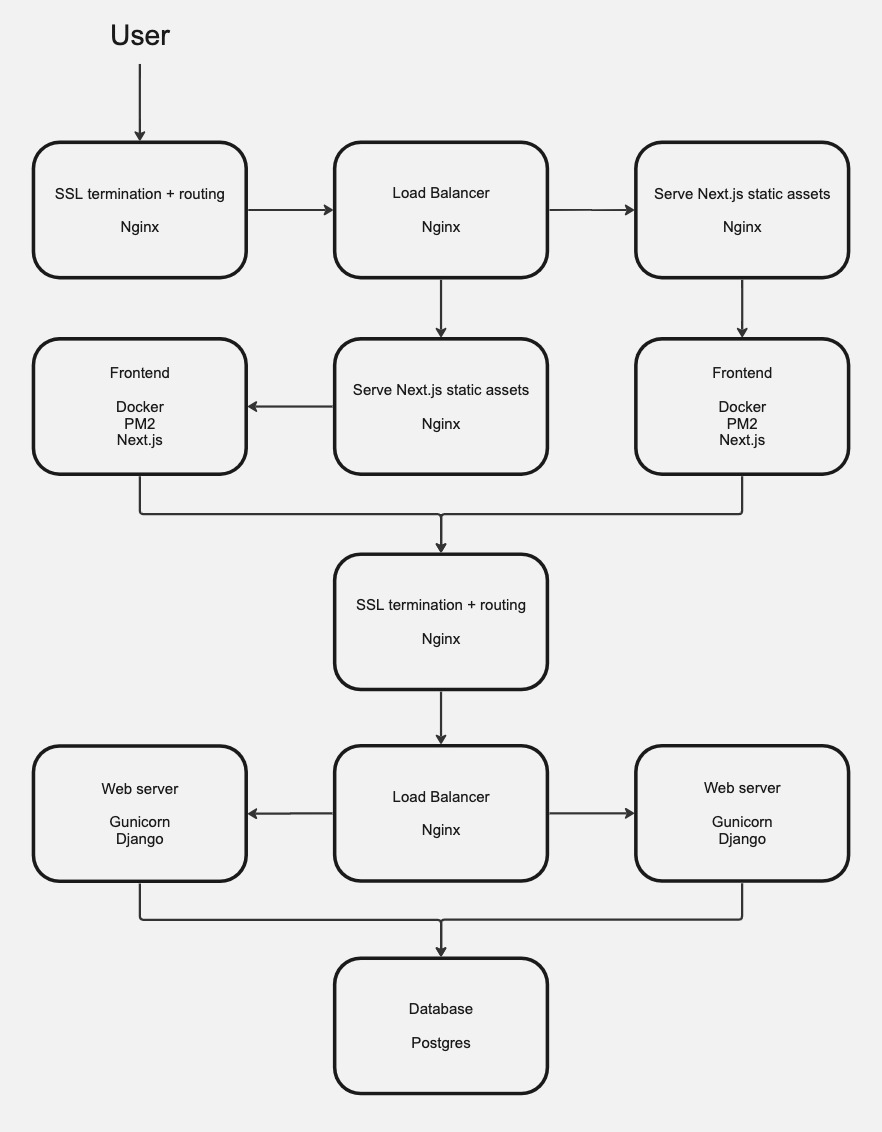 User
SSL termination + routing
Nginx
Load Balancer
Nginx
Serve Next.js static assets
Nginx
Frontend
Docker
PM2
Next.js
Serve Next.js static assets
Nginx
Frontend
Docker
PM2
Next.js
SSL termination + routing
Nginx
Web server
Gunicorn
Django
Load Balancer
Nginx
Web server
Gunicorn
Django
Database
Postgres